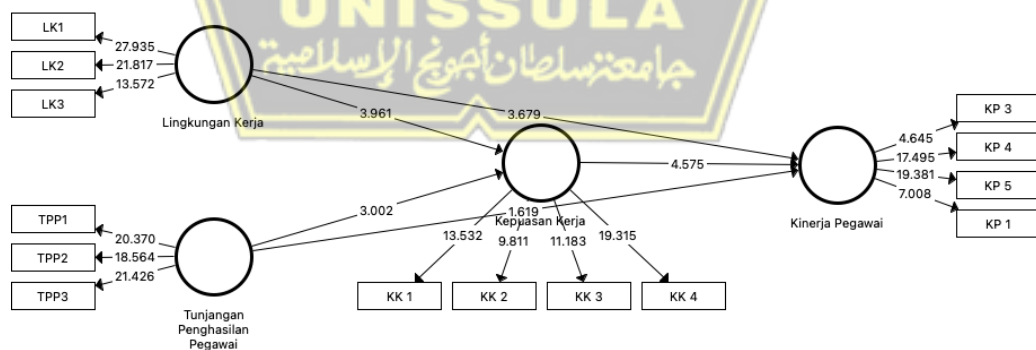 UNISSULA
جامعتنسلطان أجونج الإسلامية
LK1
27.935
LK2
21.817
LK3
13.572
Lingkungan Kerja
3.961
3.679
KP 3
4.645
KP 4
17.495
4.575
19.381
KP 5
7.008
KP 1
Kinerja Pegawai
TPP1
20.370
TPP2
18.564
TPP3
21.426
Tunjangan
Penghasilan
Pegawai
3.002
1.619
Kepuasan Kerja
13.532
9.811
11.183
19.315
KK 1
KK 2
KK 3
KK 4